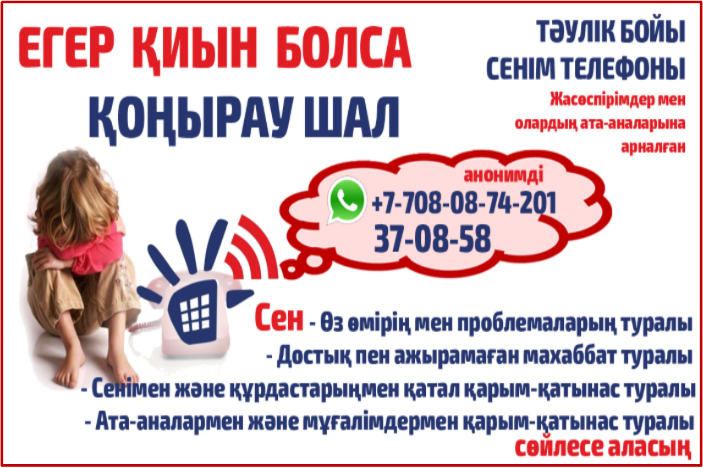 ЕГЕР ҚИЫН БОЛСА
ҚОҢЫРАУ ШАЛ
ТӘУЛІК БОЙЫ
СЕНІМ ТЕЛЕФОНЫ
Жасөспірімдер мен
олардың ата-аналарына
арналған
анонимді
+7-708-08-74-201
37-08-58
Сен - Өз өмірің мен проблемаларың туралы
- Достық пен ажырамаған махаббат туралы
- Сенімен және құрдастарыңмен қатал қарым-қатынас туралы
- Ата-аналармен және мұғалімдермен қарым-қатынас туралы
сөйлесе аласың